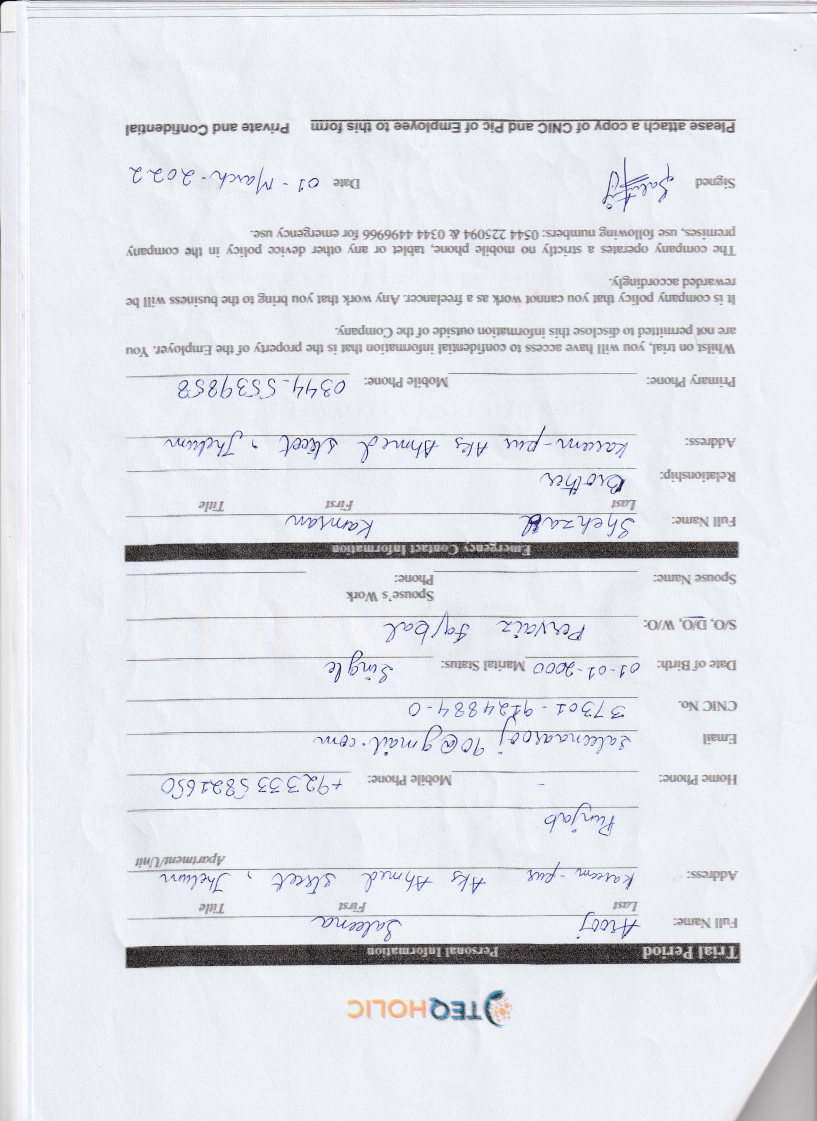 TEQHOLIC
Trial Period Personal Information
Full Name: Arooj Saleena
Last First Title
Address: Kareem-pur Aks Ahmed street, Jhelum
Apartment/Unit
Punjab
Home Phone: - Mobile Phone: +923335821650
Email saleenaarooj90@gmail.com
CNIC No. 37301-9124884-0
Date of Birth: 01-01-2000 Marital Status: Single
S/O, D/O, W/O: Pervaiz Iqbal
Spouse's Work
Spouse Name: Phone:
Emergency Contact Information
Full Name: Shehzad Kamran
Last First Title
Relationship: Brother
Address: Kareem-pur Aks Ahmed street, Jhelum
Primary Phone: Mobile Phone: 0344-5539858
Whilst on trial, you will have access to confidential information that is the property of the Employer. You
are not permitted to disclose this information outside of the Company.
It is company policy that you cannot work as a freelancer. Any work that you bring to the business will be
rewarded accordingly.
The company operates a strictly no mobile phone, tablet or any other device policy in the company
premises, use following numbers: 0544 225094 & 0344 4496966 for emergency use.
Signed Date 01-March-2022
Please attach a copy of CNIC and Pic of Employee to this form Private and Confidential